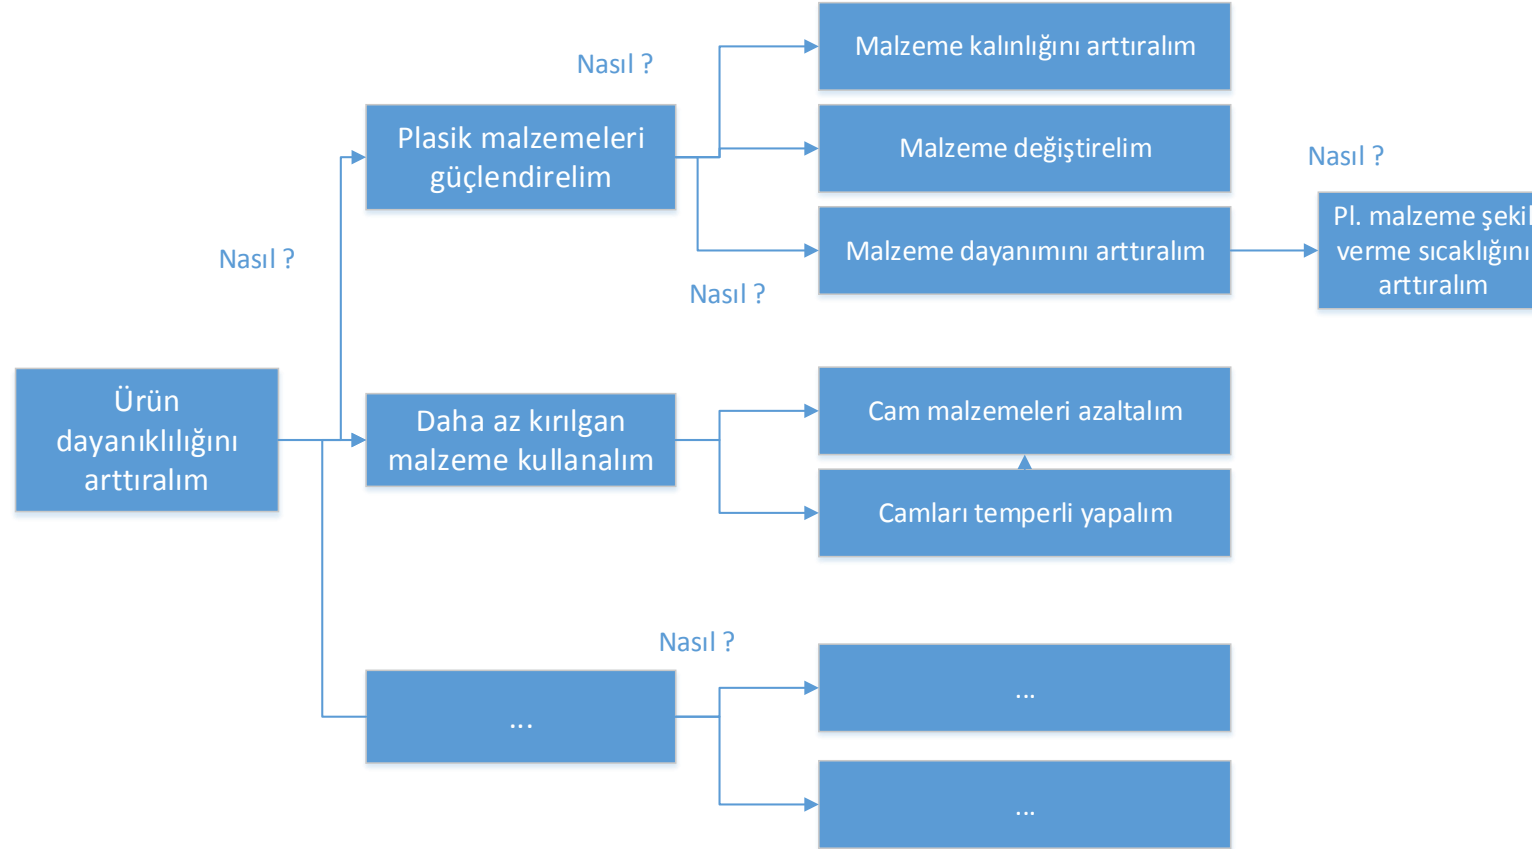 Nasıl ?
Malzeme kalınlığını arttıralım
Plasik malzemeleri
güçlendirelim
Malzeme değiştirelim
Nasıl ?
Pl. malzeme şekil
verme sıcaklığını
arttıralım
Nasıl ?
Malzeme dayanımını arttıralım
Nasıl ?
Ürün
dayanıklılığını
arttıralım
Daha az kırılgan
malzeme kullanalım
Cam malzemeleri azaltalım
Camları temperli yapalım
Nasıl ?
...
...
...